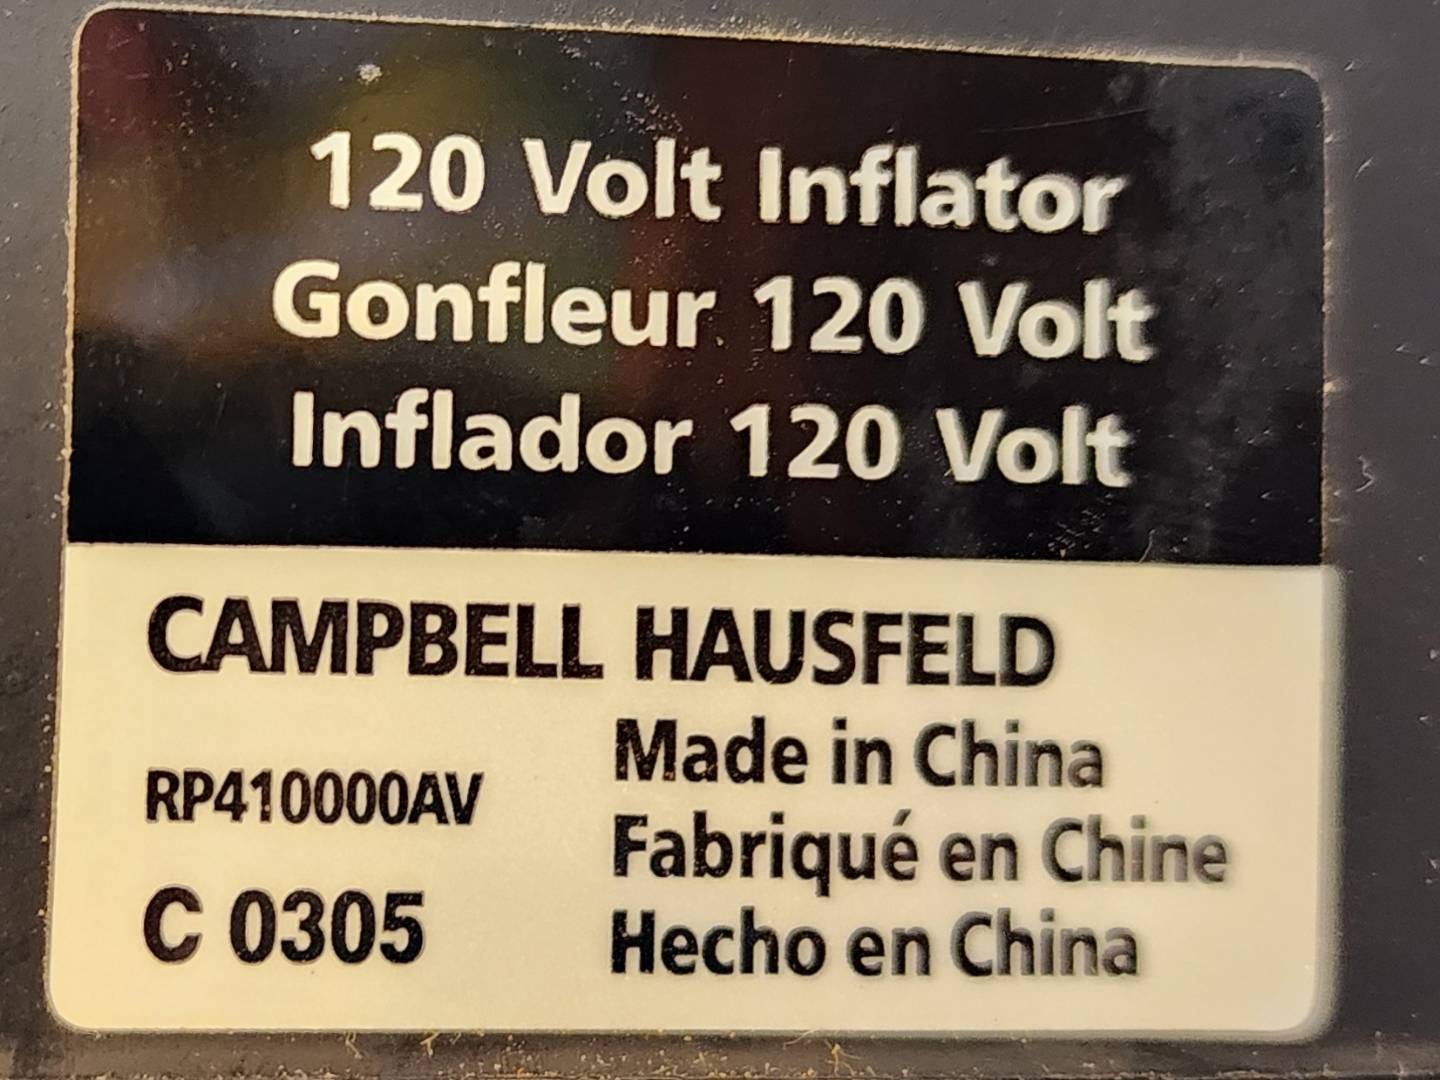 120 Volt Inflator
Gonfleur 120 Volt
Inflador 120 Volt
CAMPBELL HAUSFELD
Made in China
RP410000AV
Fabriqué en Chine
C 0305
Hecho en China